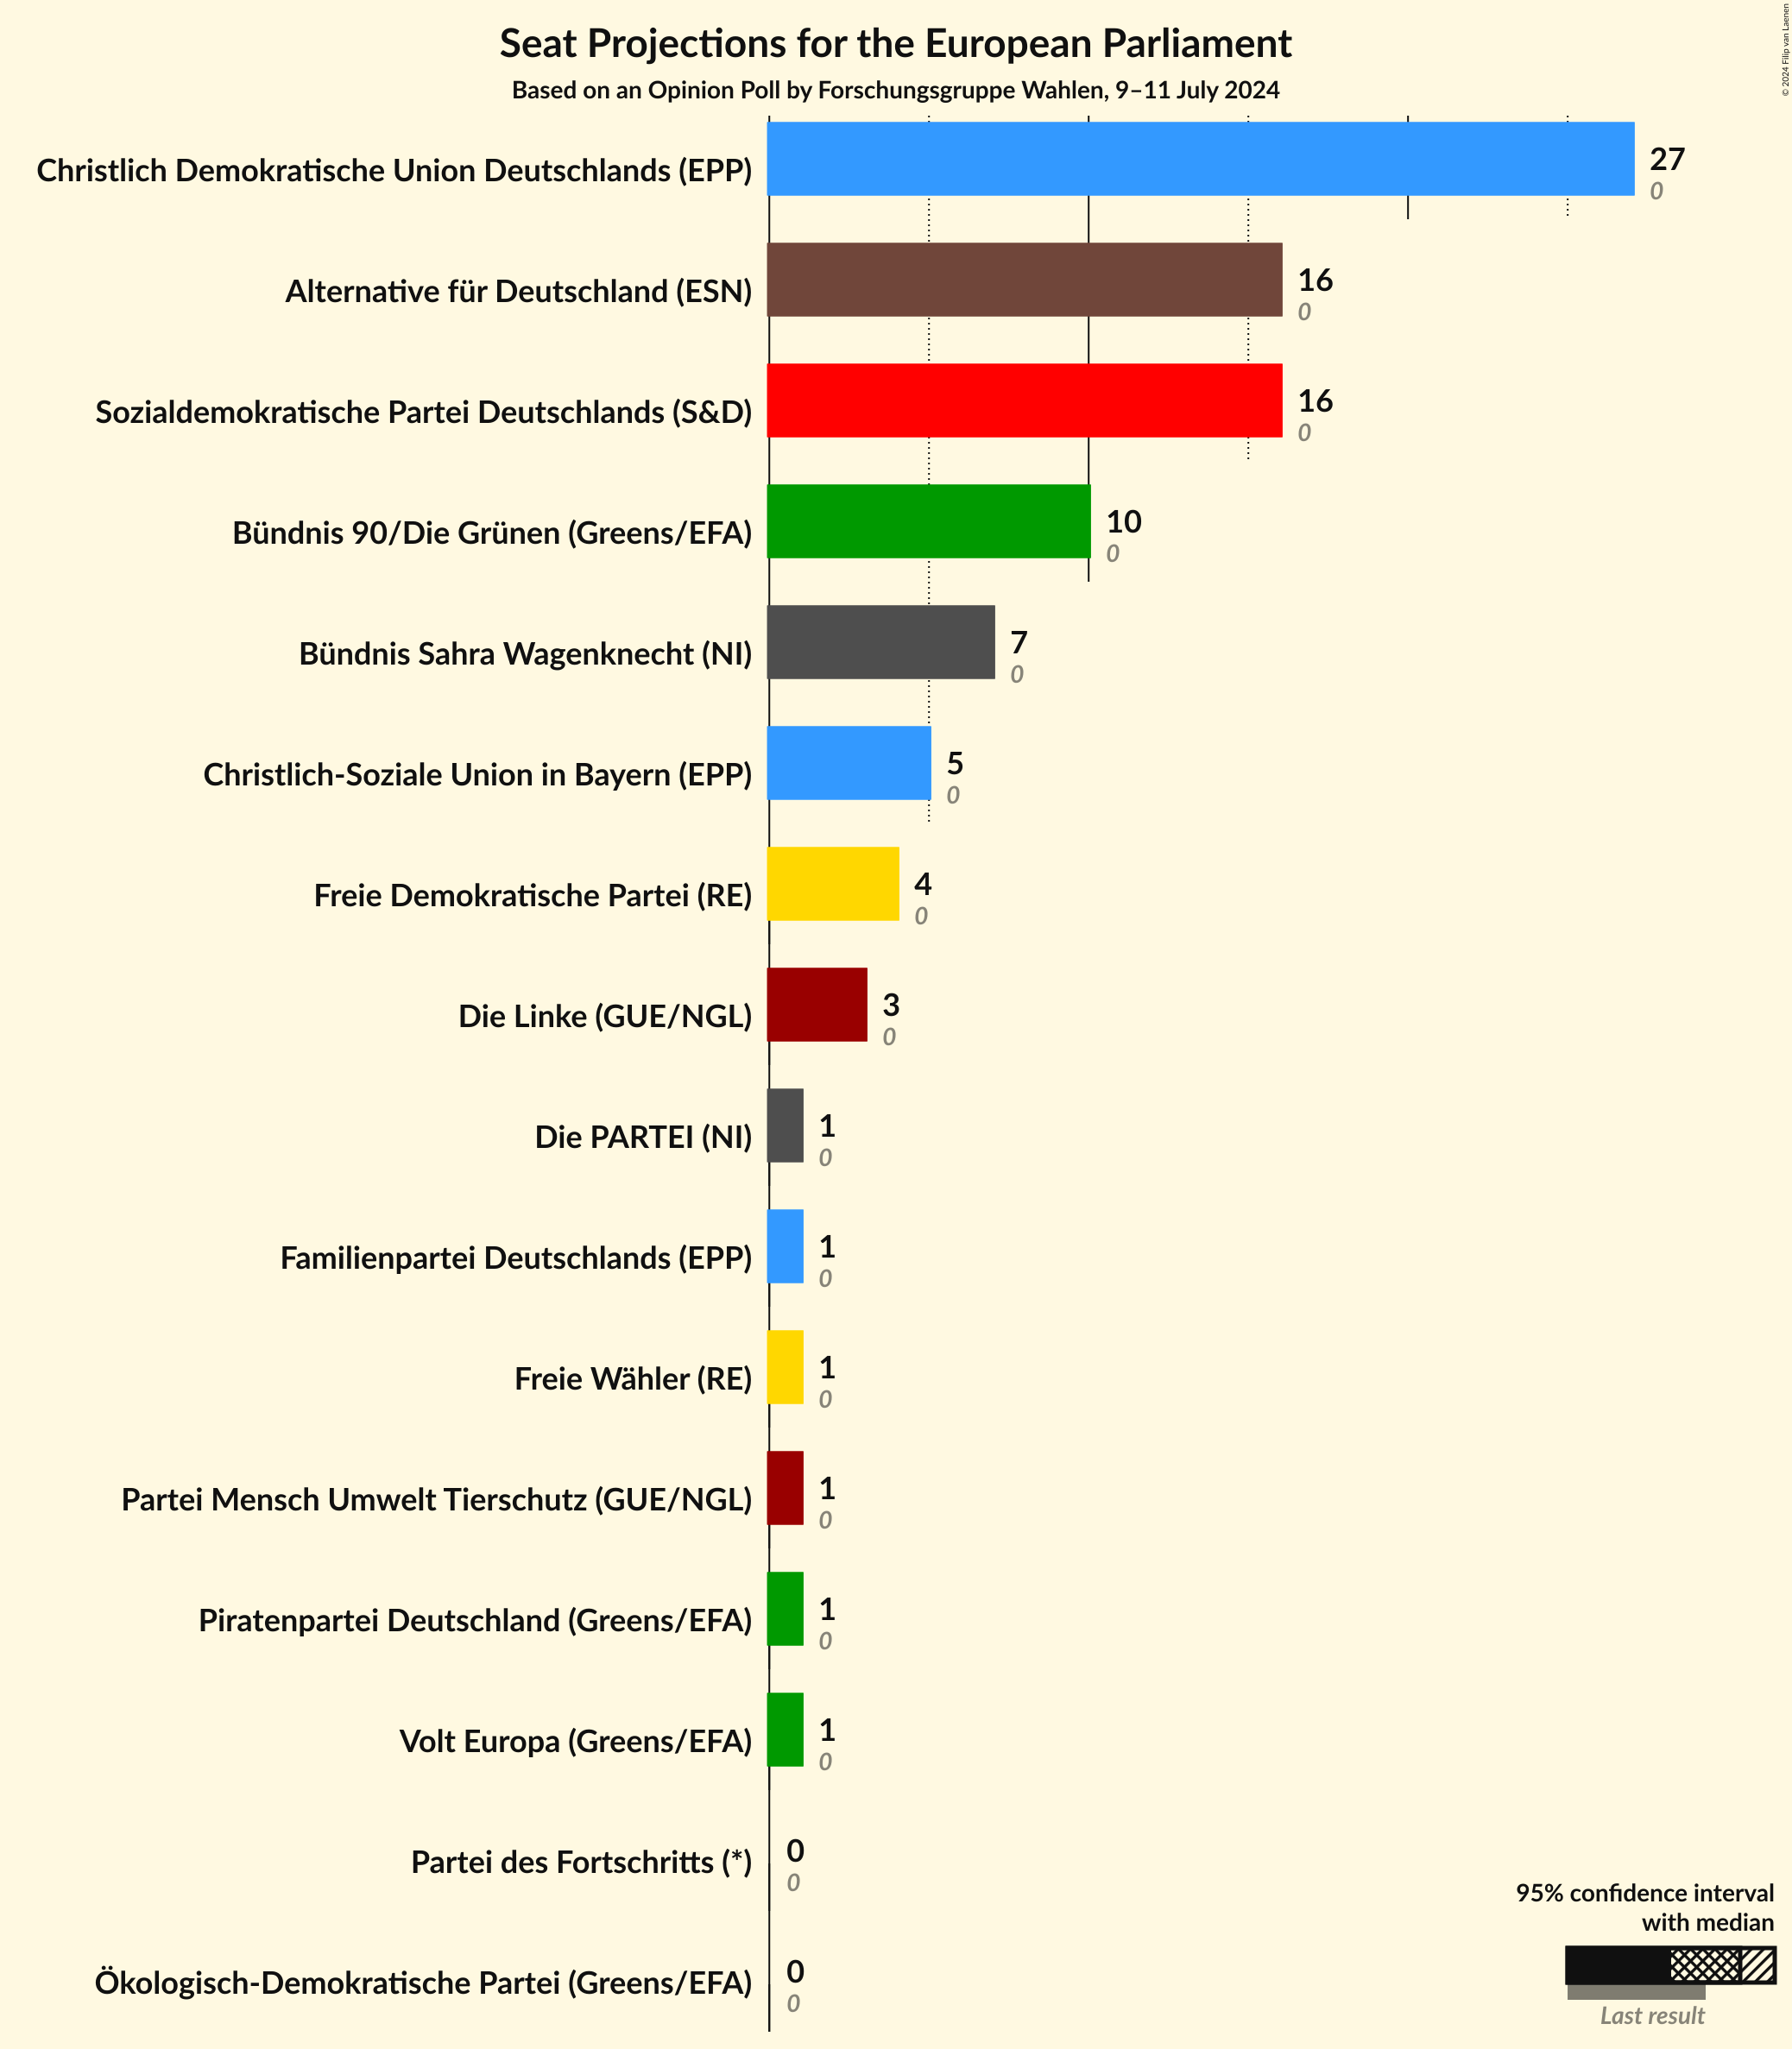 Seat Projections for the European Parliament
Based on an Opinion Poll by Forschungsgruppe Wahlen, 9–11 July 2024
© 2024 Filip van Laenen
Christlich Demokratische Union Deutschlands (EPP)
27
0
Alternative für Deutschland (ESN)
16
0
Sozialdemokratische Partei Deutschlands (S&D)
16
0
Bündnis 90/Die Grünen (Greens/EFA)
10
0
Bündnis Sahra Wagenknecht (NI)
7
0
Christlich-Soziale Union in Bayern (EPP)
5
0
Freie Demokratische Partei (RE)
4
0
Die Linke (GUE/NGL)
3
0
Die PARTEI (NI)
1
0
Familienpartei Deutschlands (EPP)
1
0
Freie Wähler (RE)
1
0
Partei Mensch Umwelt Tierschutz (GUE/NGL)
1
0
Piratenpartei Deutschland (Greens/EFA)
1
0
Volt Europa (Greens/EFA)
1
0
Partei des Fortschritts (*)
0
0
Ökologisch-Demokratische Partei (Greens/EFA)
0
0
95% confidence interval
with median
Last result